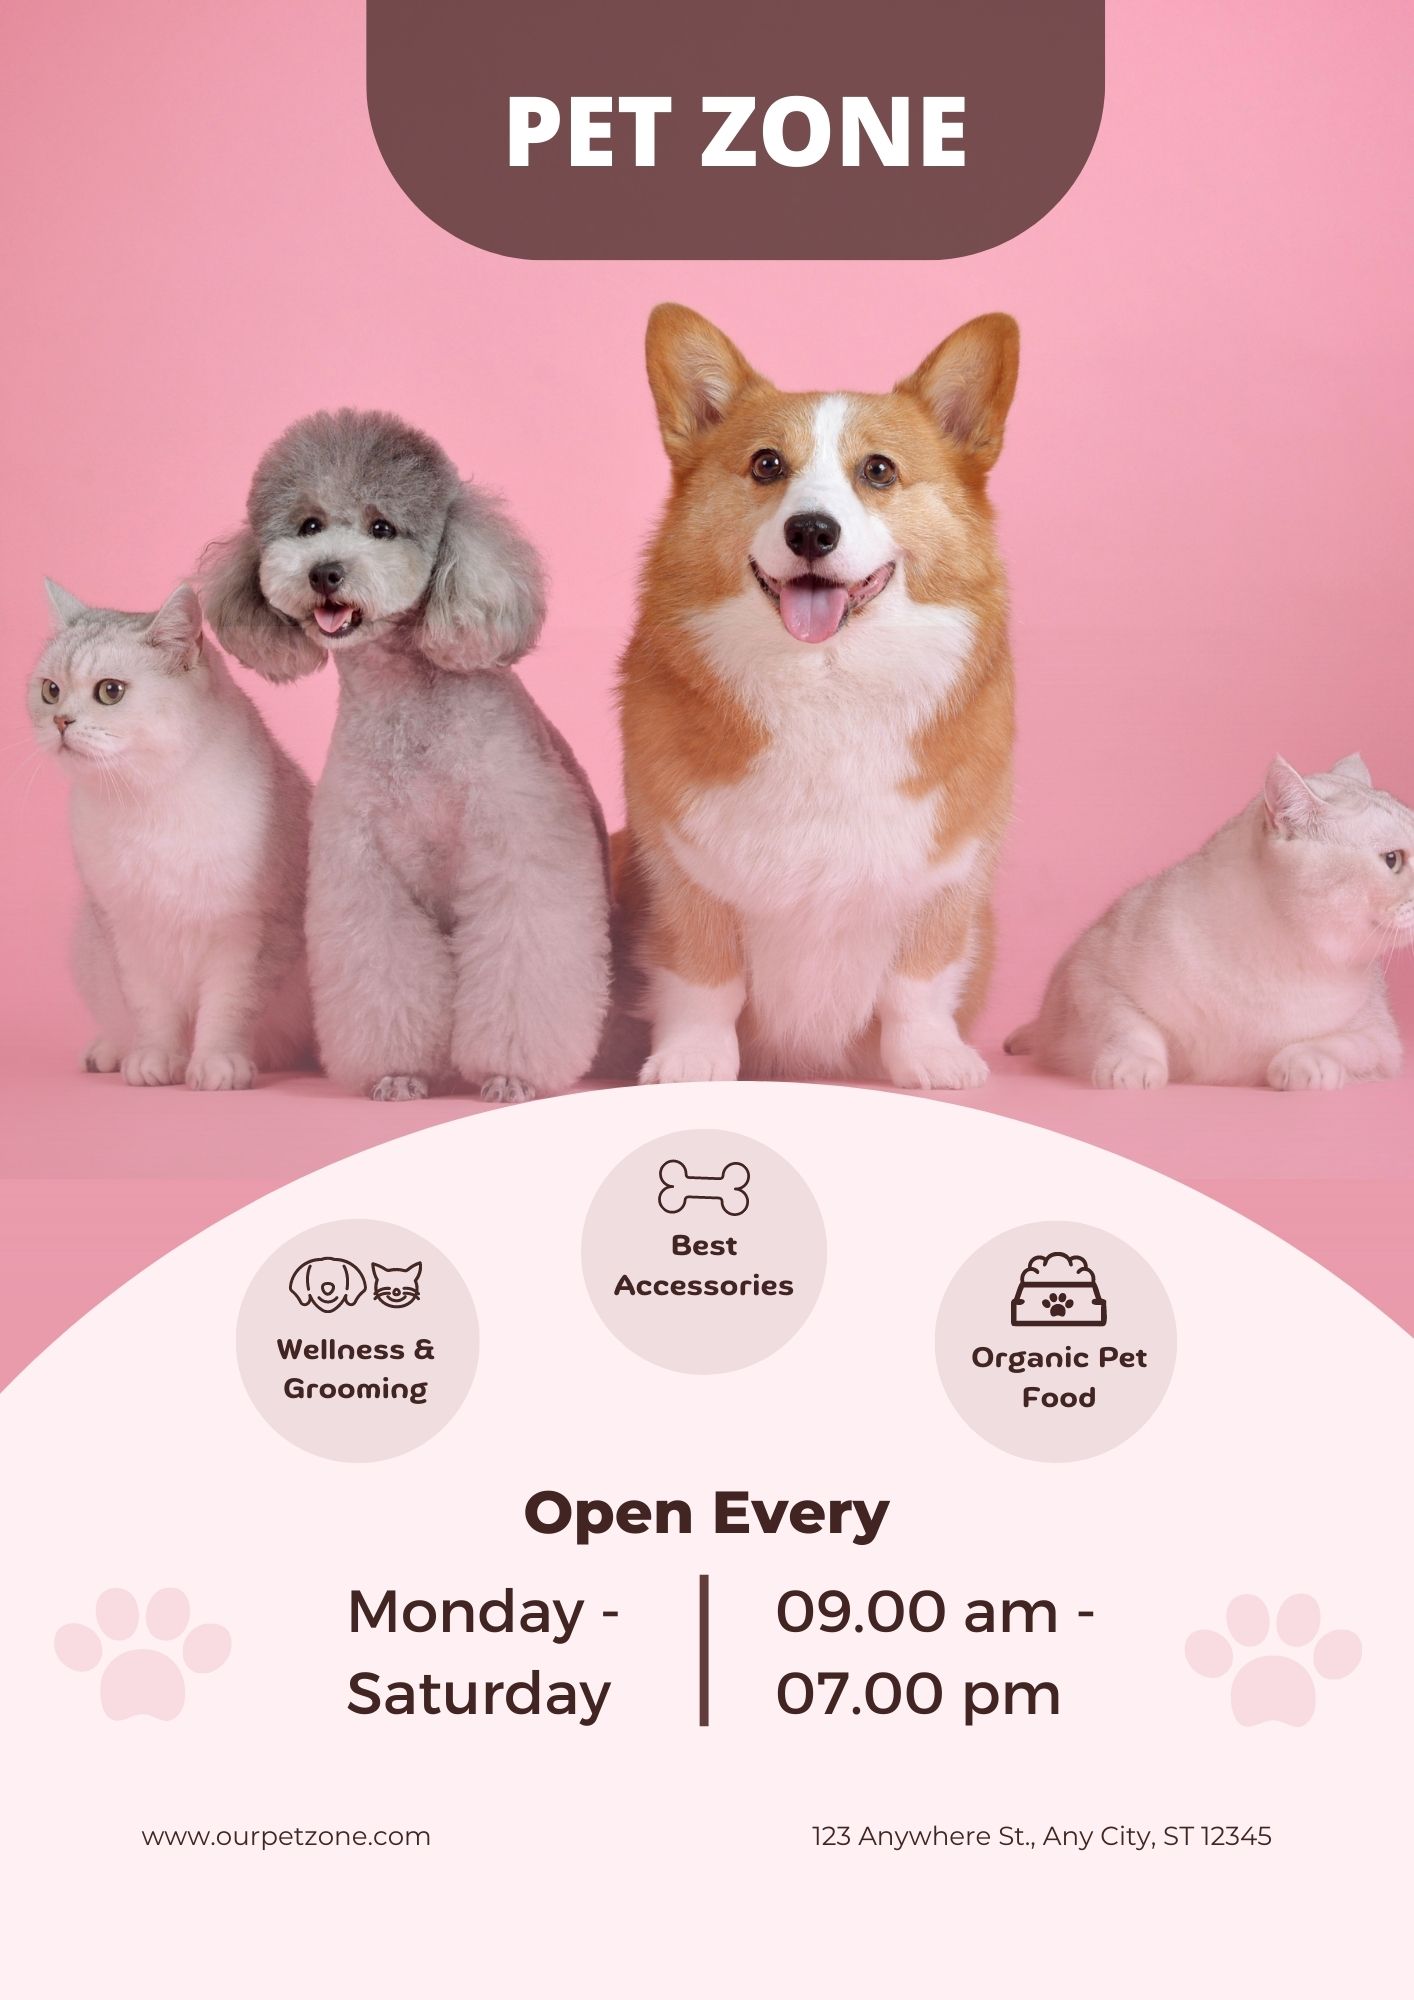 PET ZONE
Best
Accessories
Wellness &
Grooming
Organic Pet
Food
Open Every
Monday -
Saturday
09.00 am -
07.00 pm
www.ourpetzone.com
123 Anywhere St., Any City, ST 12345